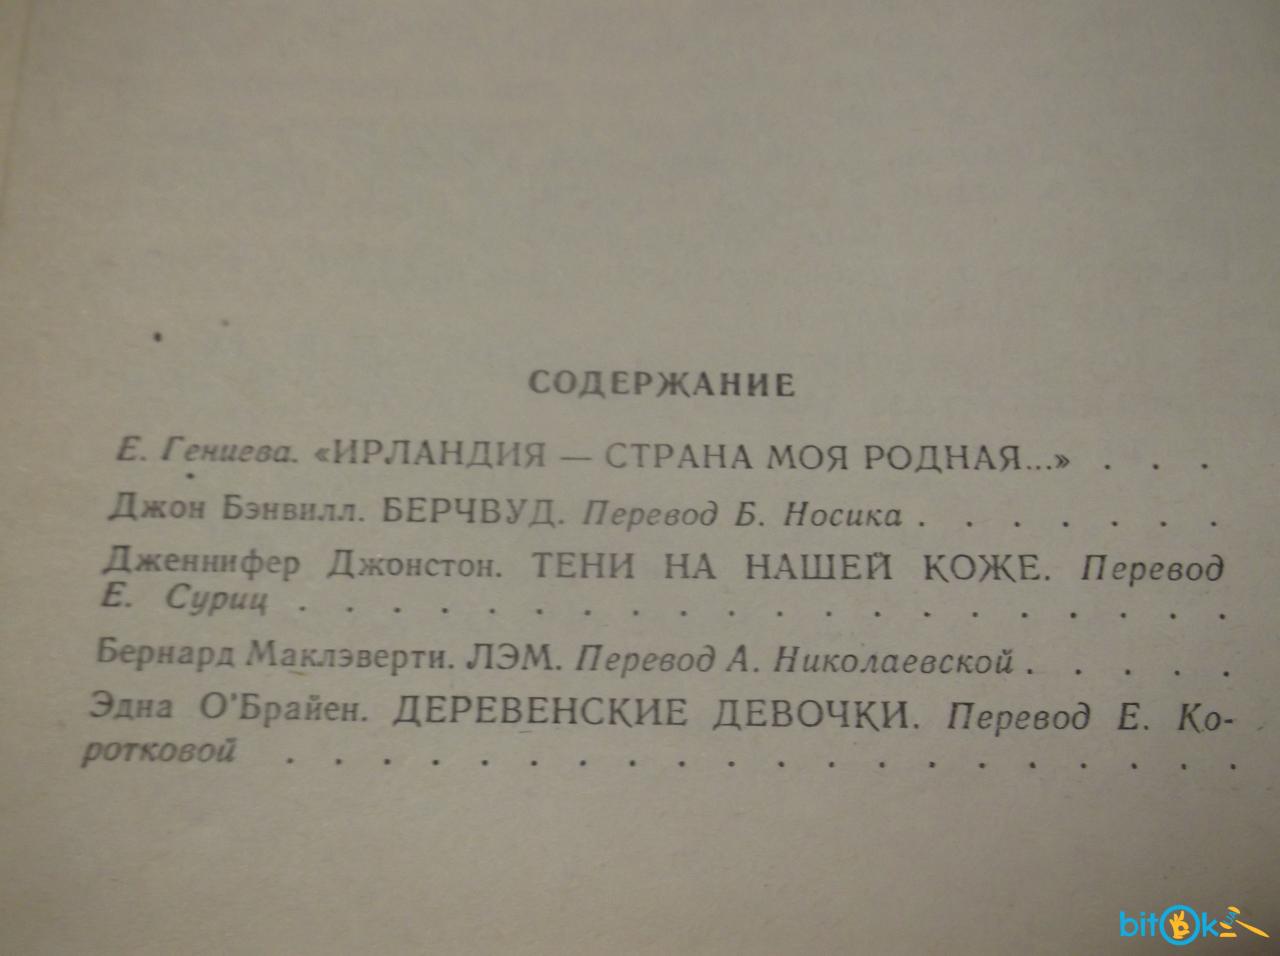 СОДЕРЖАНИЕ
Е. Гениева. «ИРЛАНДИЯ — СТРАНА МОЯ РОДНАЯ...» . . .
Джон Бэнвилл. БЕРЧВУД. Перевод Б. Носика . . . . . . .
Дженнифер Джонстон. ТЕНИ НА НАШЕЙ КОЖЕ. Перевод
Е. Суриц . . . . . . . . . . . . . . . . . . . .
Бернард Маклэверти. ЛЭМ. Перевод А. Николаевской . . . . .
Эдна О'Брайен. ДЕРЕВЕНСКИЕ ДЕВОЧКИ. Перевод Е. Ко-
ротковой . . . . . . . . . . . . . . . . . . . .
bitOk